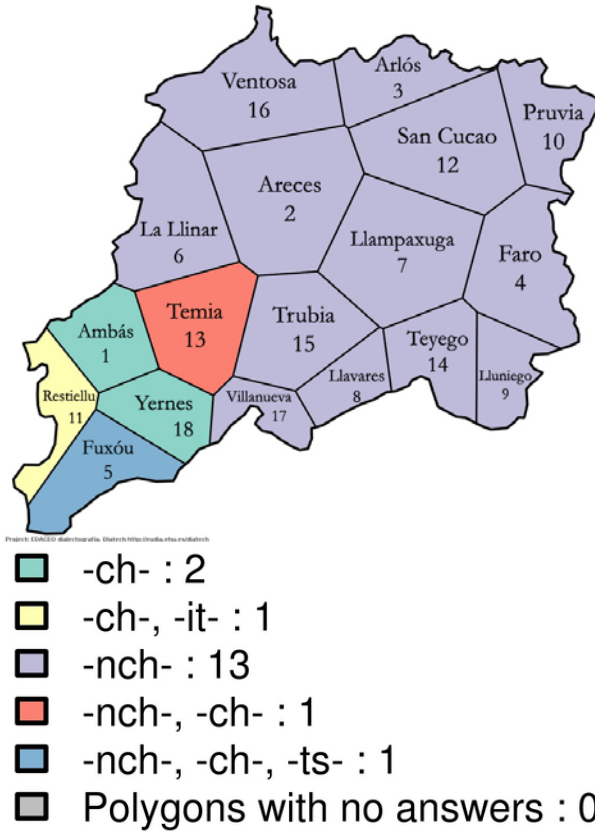 Arlós
3
Ventosa
16
Pruvia
10
San Cucao
12
Areces
2
La Llinar
6
Llampaxuga
7
Faro
4
Temia
13
Trubia
15
Ambás
1
Teyego
14
Llavares
8
Lluniego
9
Restiellu
11
Yernes
18
Villanueva
17
Fuxóu
5
-ch- : 2
-ch-, -it- : 1
-nch- : 13
-nch-, -ch- : 1
-nch-, -ch-, -ts- : 1
Polygons with no answers : 0